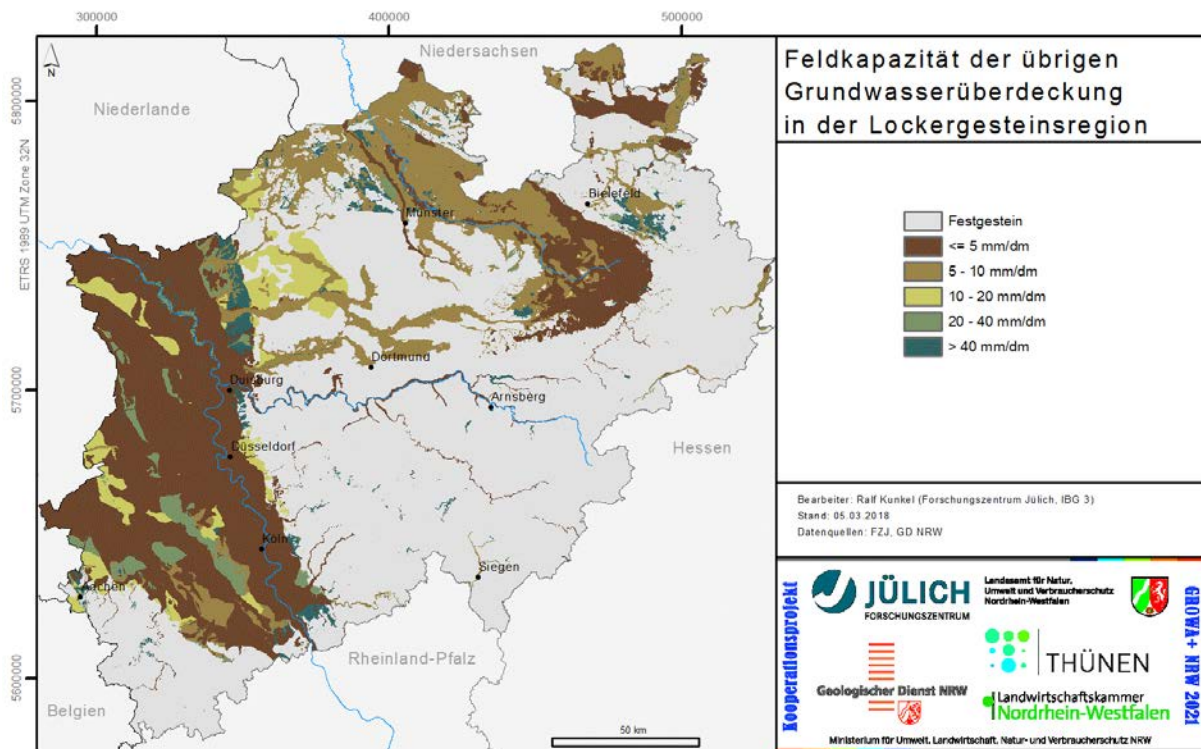 300000
400000
500000
N
5800000
5700000
5600000
ETRS 1989 UTM Zone 32N
Niedersachsen
Niederlande
Bielefeld
Münster
Dortmund
Duisburg
Arnsberg
Düsseldorf
Hessen
Köln
Siegen
Aachen
Rheinland-Pfalz
Belgien
50 km
Feldkapazität der übrigen
Grundwasserüberdeckung
in der Lockergesteinsregion
Festgestein
<= 5 mm/dm
5 - 10 mm/dm
10 - 20 mm/dm
20 - 40 mm/dm
> 40 mm/dm
Bearbeiter: Ralf Kunkel (Forschungszentrum Jülich, IBG 3)
Stand: 05.03.2018
Datenquellen: FZJ, GD NRW
Kooperationsprojekt
JÜLICH
FORSCHUNGSZENTRUM
Landesamt für Natur,
Umwelt und Verbraucherschutz
Nordrhein-Westfalen
THÜNEN
Geologischer Dienst NRW
Landwirtschaftskammer
Nordrhein-Westfalen
GROWA+ NRW 2021
Ministerium für Umwelt, Landwirtschaft, Natur- und Verbraucherschutz NRW